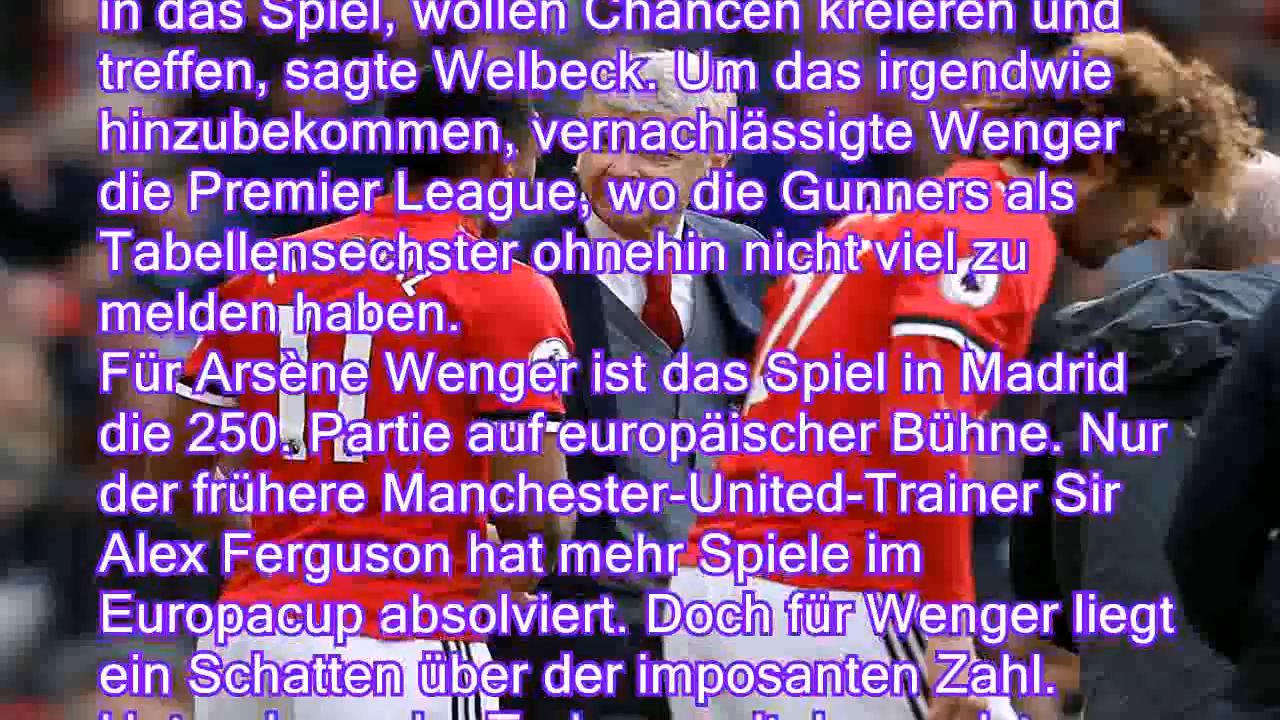 in das Spiel, wollen Chancen kreieren und
treffen, sagte Welbeck. Um das irgendwie
hinzubekommen, vernachlässigte Wenger
die Premier League, wo die Gunners als
Tabellensechster ohnehin nicht viel zu
melden haben.
Für Arsène Wenger ist das Spiel in Madrid
die 250. Partie auf europäischer Bühne. Nur
der frühere Manchester-United-Trainer Sir
Alex Ferguson hat mehr Spiele im
Europacup absolviert. Doch für Wenger liegt
ein Schatten über der imposanten Zahl.
11